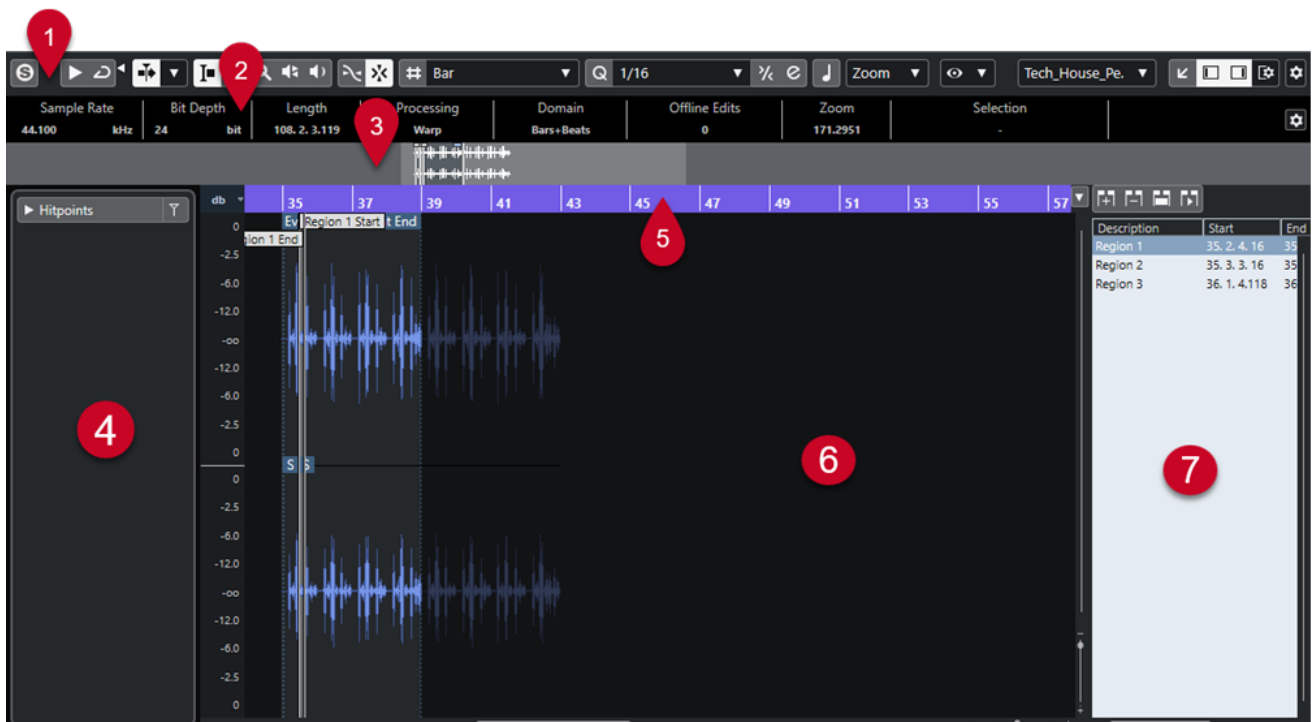 1
S
Bar
Q
1/16
Zoom
Tech_House_Pe.
2
Sample Rate
Bit Depth
Length
Processing
Domain
Offline Edits
Zoom
Selection
44.100 kHz
24 bit
108. 2. 3.119
Warp
Bars+Beats
0
171.2951
-
3
Hitpoints
db
35 37 39 41 43 45 47 49 51 53 55 57
5
Ev Region 1 Start t End
ion 1 End
0
-2.5
-6.0
-12.0
-oo
-12.0
-6.0
-2.5
0
S S
0
-2.5
-6.0
-12.0
-oo
-12.0
-6.0
-2.5
0
4
6
Description Start End
Region 1 35. 2. 4. 16 35
Region 2 35. 3. 3. 16 35
Region 3 36. 1. 4.118 36
7